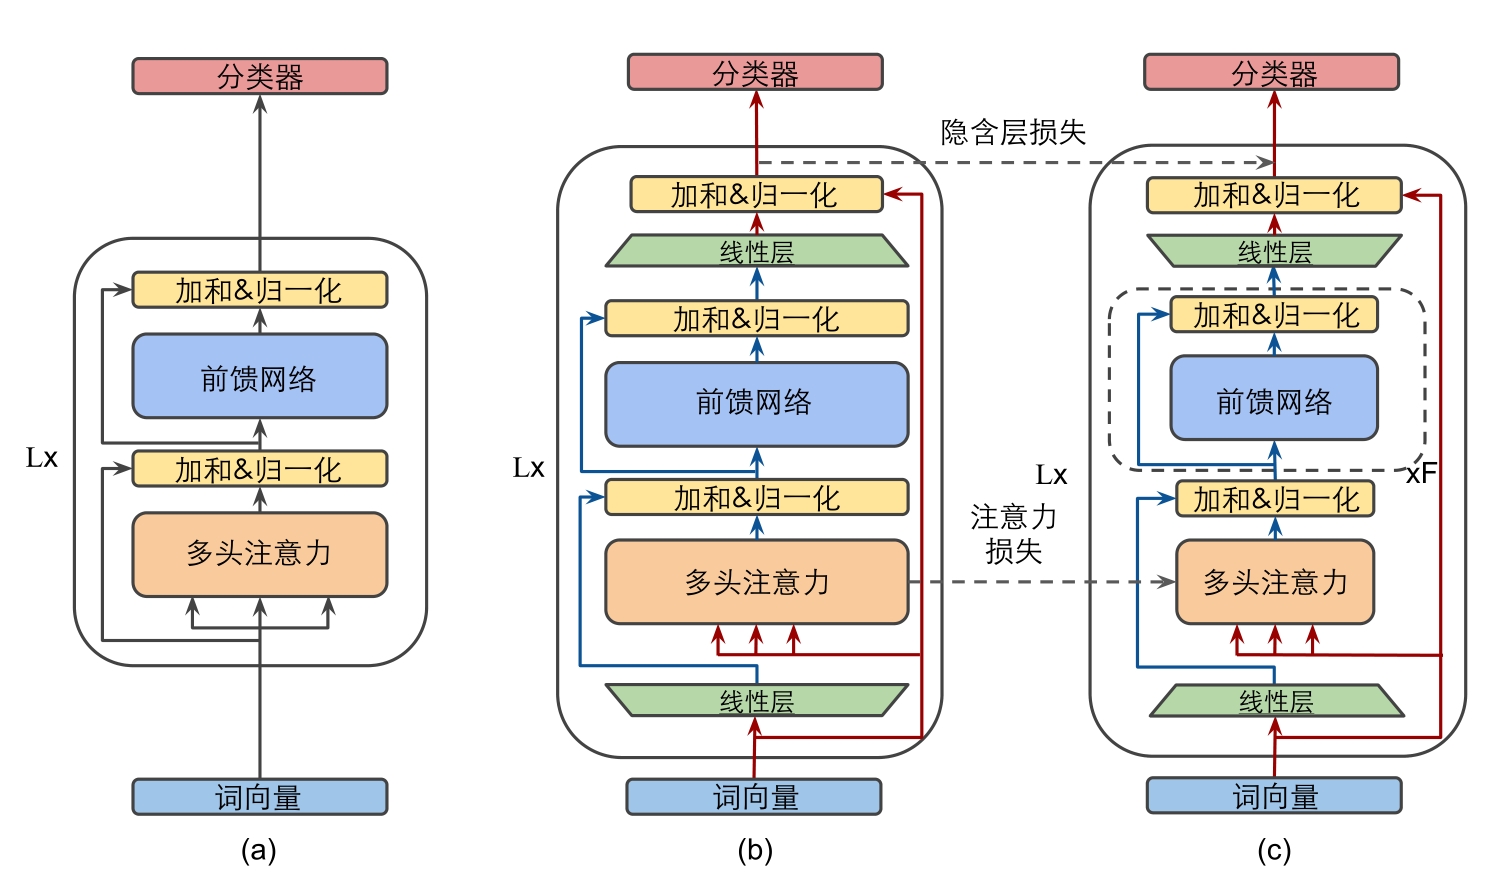 分类器
加和&归一化
前馈网络
Lx
加和&归一化
多头注意力
词向量
(a)
分类器
隐含层损失
加和&归一化
线性层
加和&归一化
前馈网络
Lx
加和&归一化
注意力
损失
多头注意力
线性层
词向量
(b)
分类器
加和&归一化
线性层
加和&归一化
前馈网络
xF
Lx
加和&归一化
多头注意力
线性层
词向量
(c)